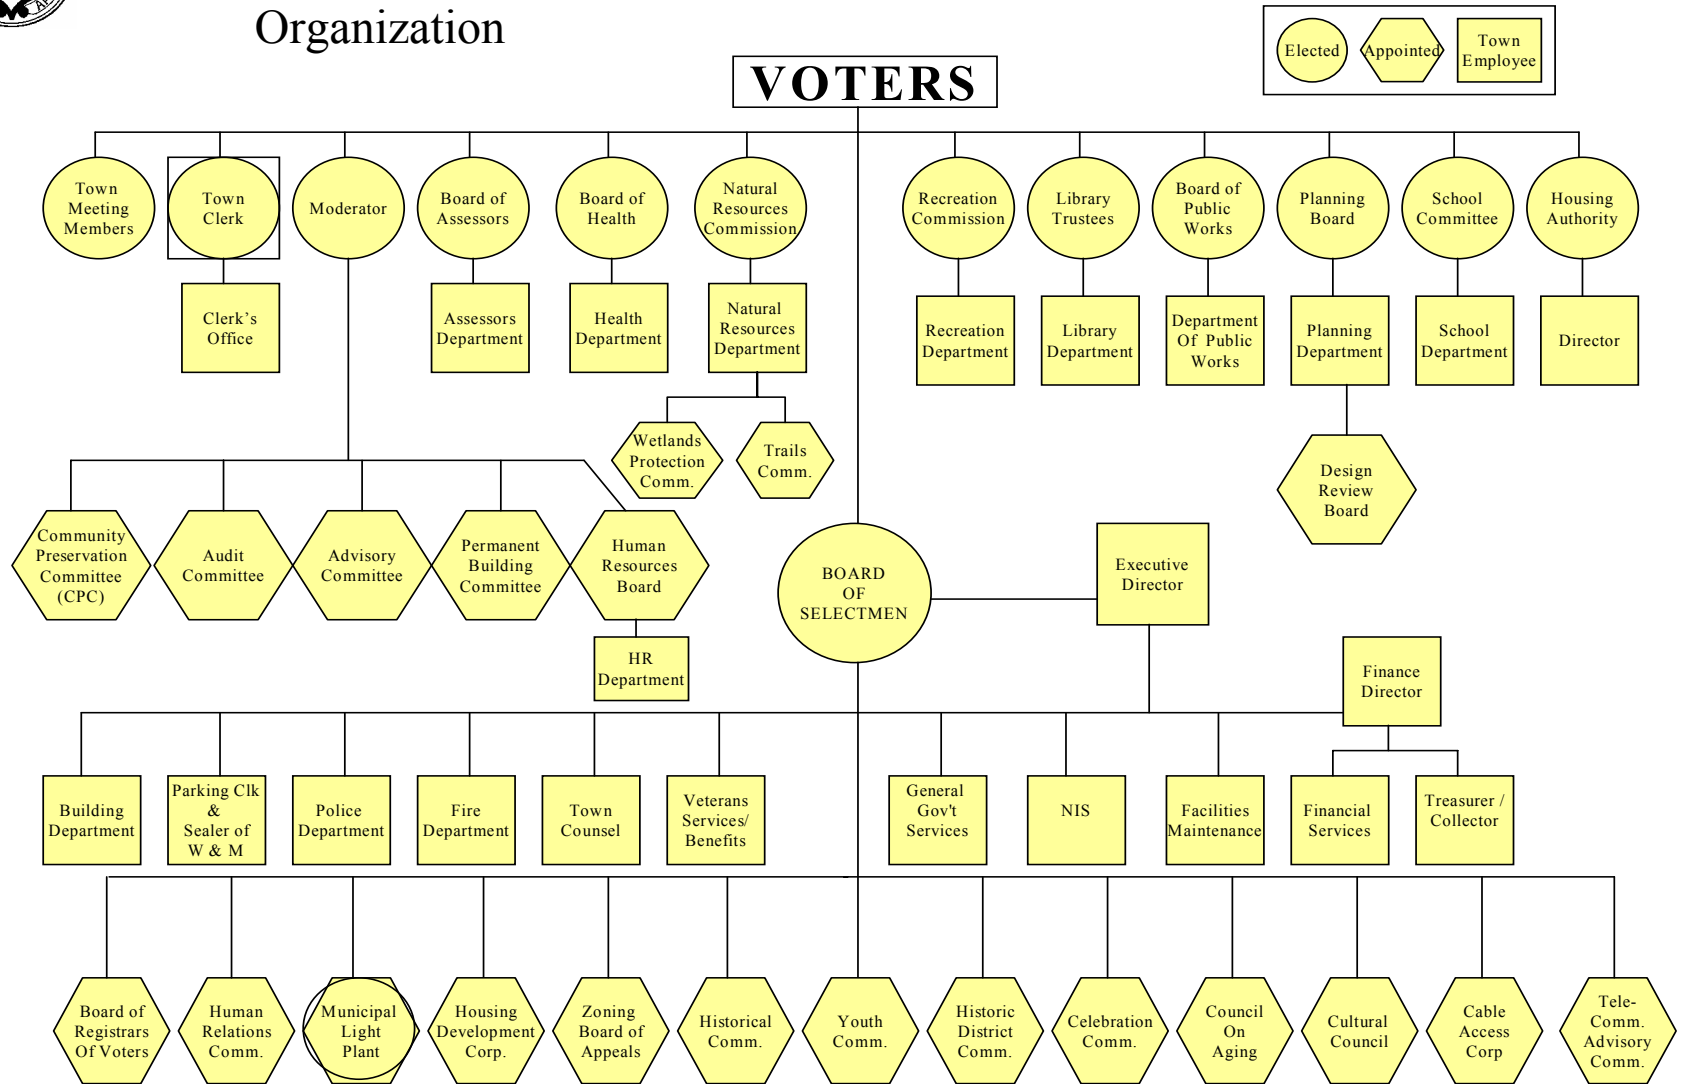 Organization
Elected
Appointed
Town
Employee
VOTERS
Town
Meeting
Members
Town
Clerk
Moderator
Board of
Assessors
Board of
Health
Natural
Resources
Commission
Recreation
Commission
Library
Trustees
Board of
Public
Works
Planning
Board
School
Committee
Housing
Authority
Clerk's
Office
Assessors
Department
Health
Department
Natural
Resources
Department
Recreation
Department
Library
Department
Department
Of Public
Works
Planning
Department
School
Department
Director
Wetlands
Protection
Comm.
Trails
Comm.
Design
Review
Board
Community
Preservation
Committee
(CPC)
Audit
Committee
Advisory
Committee
Permanent
Building
Committee
Human
Resources
Board
BOARD
OF
SELECTMEN
Executive
Director
HR
Department
Finance
Director
Building
Department
Parking Clk
&
Sealer of
W & M
Police
Department
Fire
Department
Town
Counsel
Veterans
Services/
Benefits
General
Gov't
Services
NIS
Facilities
Maintenance
Financial
Services
Treasurer /
Collector
Board of
Registrars
Of Voters
Human
Relations
Comm.
Municipal
Light
Plant
Housing
Development
Corp.
Zoning
Board of
Appeals
Historical
Comm.
Youth
Comm.
Historic
District
Comm.
Celebration
Comm.
Council
On
Aging
Cultural
Council
Cable
Access
Corp
Tele-
Comm.
Advisory
Comm.